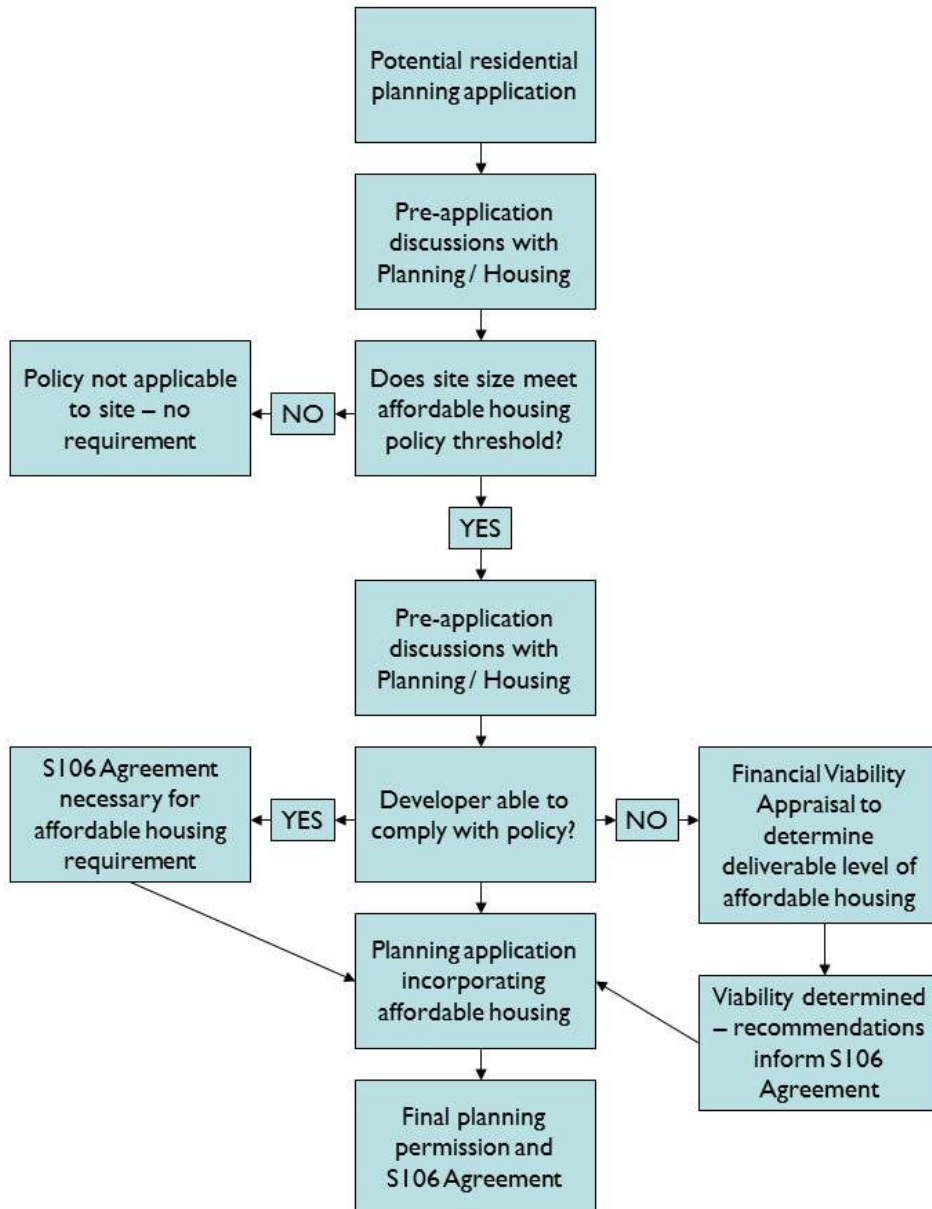 Potential residential
planning application
Pre-application
discussions with
Planning / Housing
Policy not applicable
to site – no
requirement
NO
Does site size meet
affordable housing
policy threshold?
YES
Pre-application
discussions with
Planning / Housing
S106 Agreement
necessary for
affordable housing
requirement
YES
Developer able to
comply with policy?
NO
Financial Viability
Appraisal to
determine
deliverable level of
affordable housing
Planning application
incorporating
affordable housing
Viability determined
– recommendations
inform S106
Agreement
Final planning
permission and
S106 Agreement